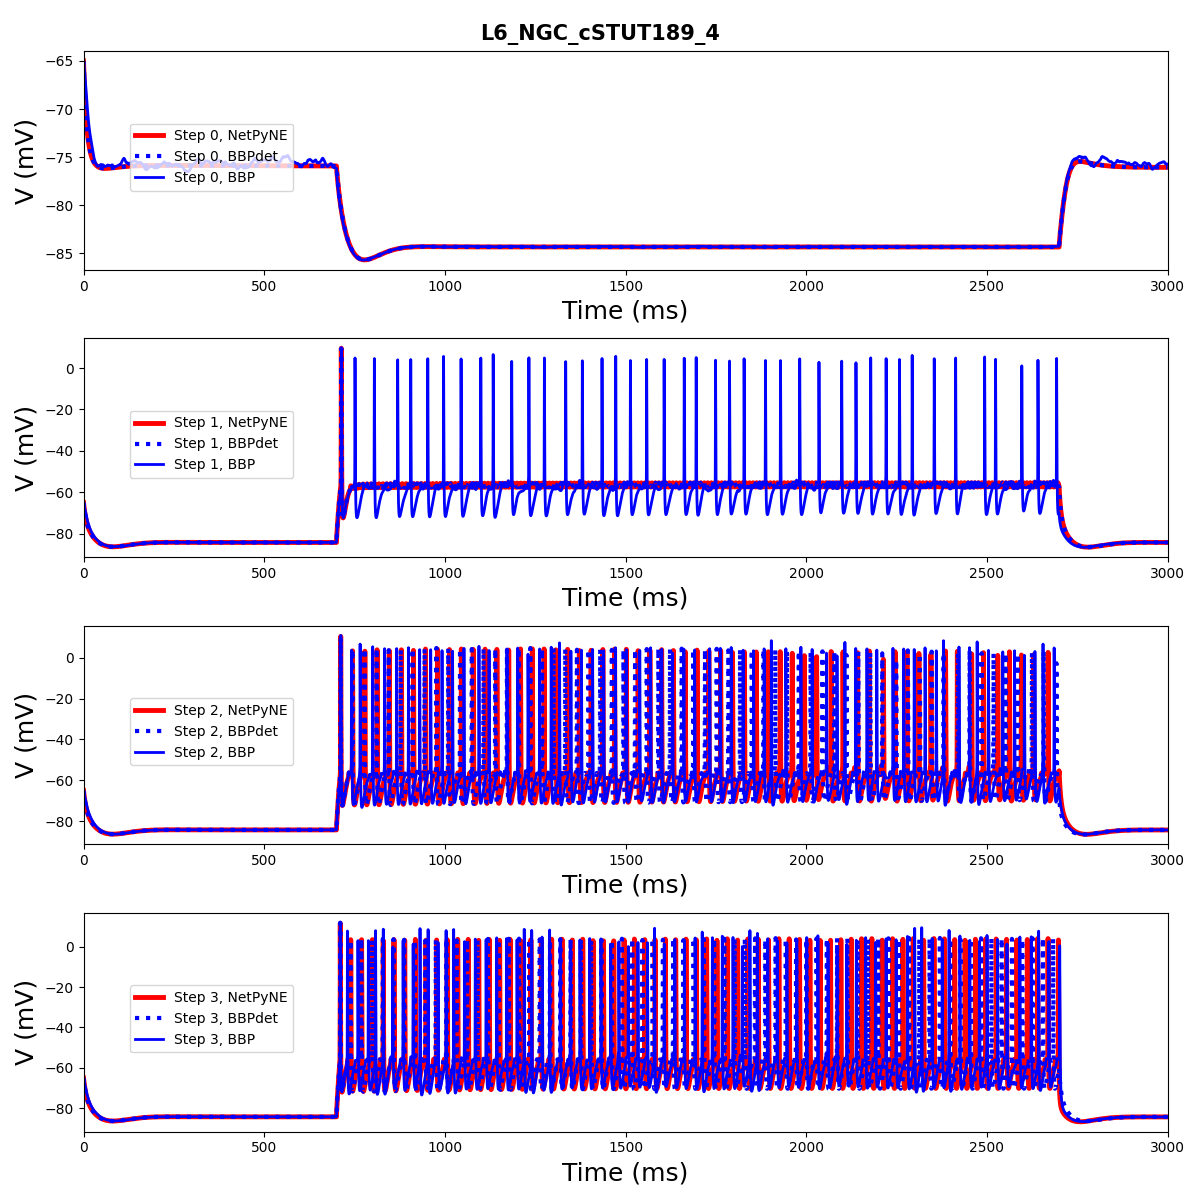 L6_NGC_cSTUT189_4
−65
−70
−75
−80
−85
V (mV)
Step 0, NetPyNE
Step 0, BBPdet
Step 0, BBP
0 500 1000 1500 2000 2500 3000
Time (ms)
0
−20
−40
−60
−80
V (mV)
Step 1, NetPyNE
Step 1, BBPdet
Step 1, BBP
0 500 1000 1500 2000 2500 3000
Time (ms)
0
−20
−40
−60
−80
V (mV)
Step 2, NetPyNE
Step 2, BBPdet
Step 2, BBP
0 500 1000 1500 2000 2500 3000
Time (ms)
0
−20
−40
−60
−80
V (mV)
Step 3, NetPyNE
Step 3, BBPdet
Step 3, BBP
0 500 1000 1500 2000 2500 3000
Time (ms)